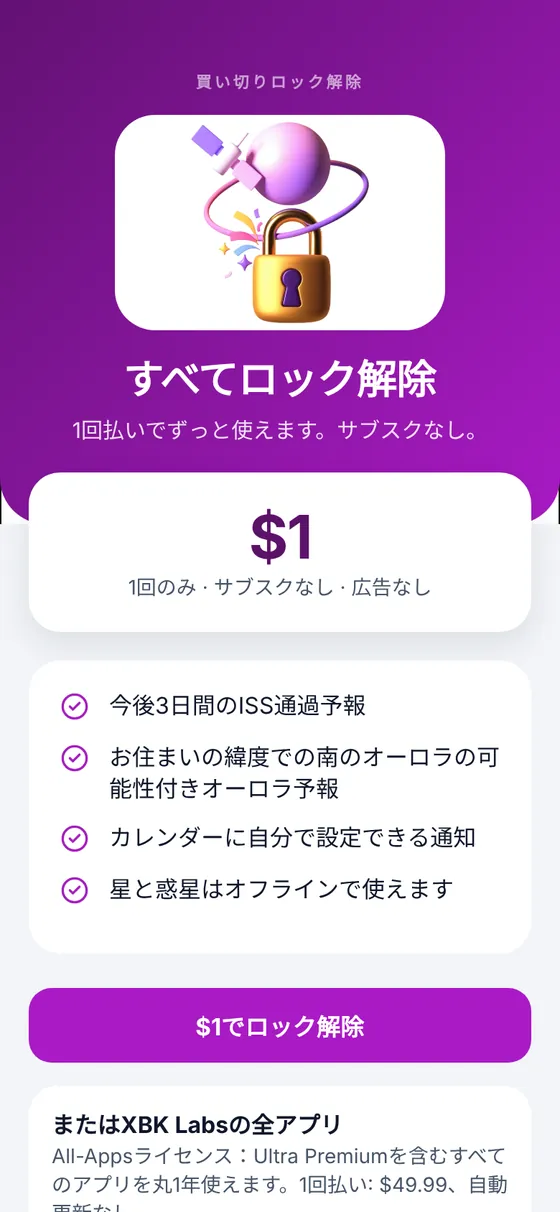 買い切りロック解除
すべてロック解除
1回払いでずっと使えます。サブスクなし。
$1
1回のみ · サブスクなし · 広告なし
今後3日間のISS通過予報
お住まいの緯度での南のオーロラの可
能性付きオーロラ予報
カレンダーに自分で設定できる通知
星と惑星はオフラインで使えます
$1でロック解除
またはXBK Labsの全アプリ
All-Appsライセンス：Ultra Premiumを含むすべて
のアプリを丸1年使えます。1回払い: $49.99、自動
更新なし